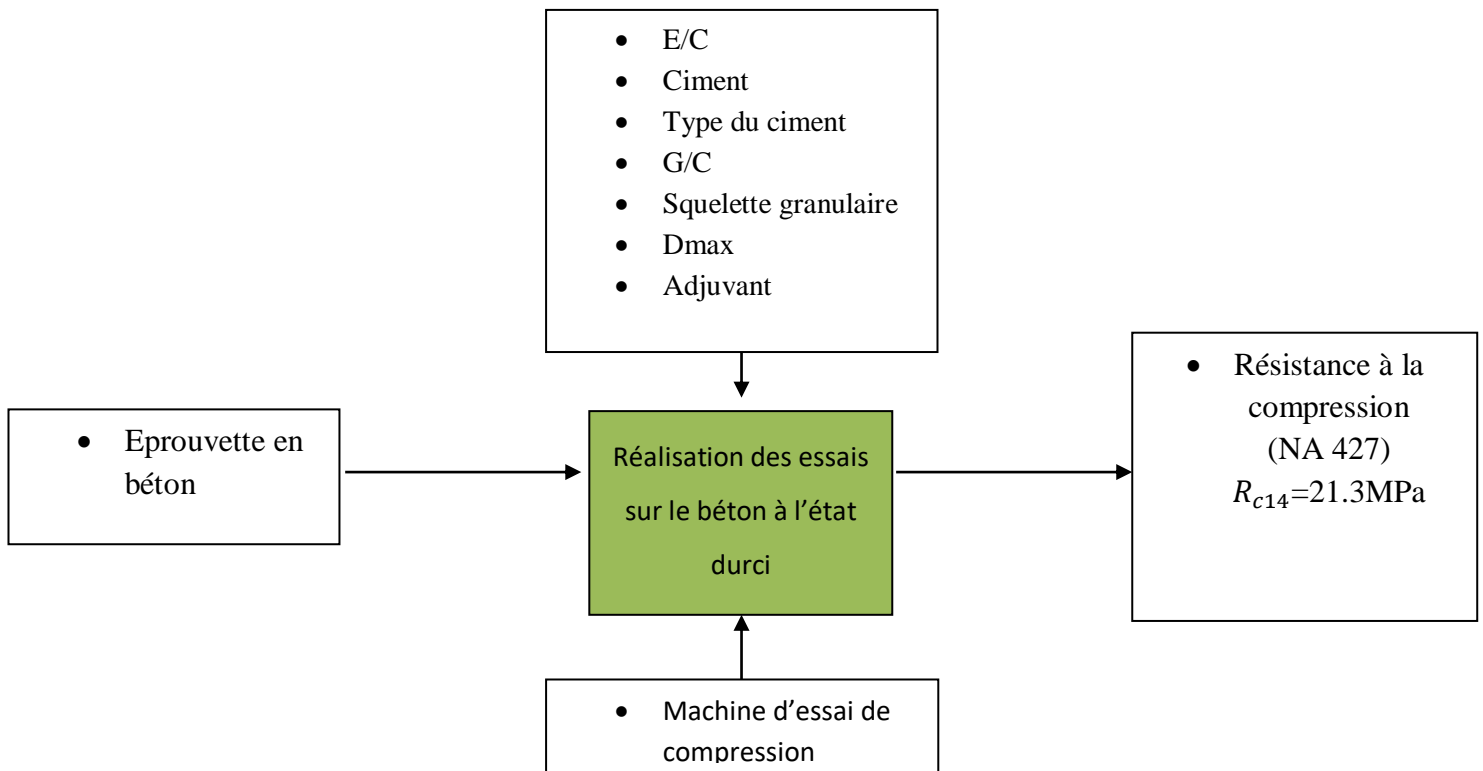 • E/C
• Ciment
• Type du ciment
• G/C
• Squelette granulaire
• Dmax
• Adjuvant
• Eprouvette en
béton
Réalisation des essais
sur le béton à l’état
durci
• Résistance à la
compression
(NA 427)
𝑅𝑐14=21.3MPa
• Machine d’essai de
compression